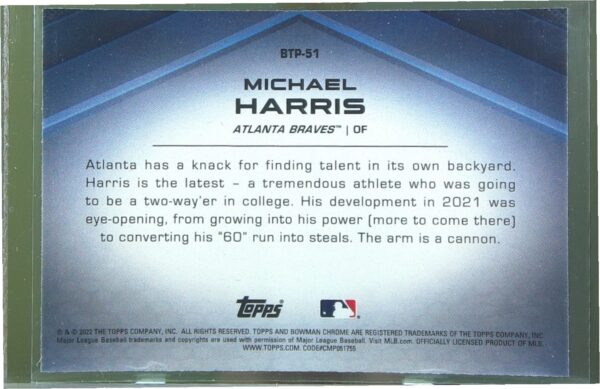 BTP-51
MICHAEL
HARRIS
ATLANTA BRAVES™ | OF
Atlanta has a knack for finding talent in its own backyard.
Harris is the latest – a tremendous athlete who was going
to be a two-way'er in college. His development in 2021 was
eye-opening, from growing into his power (more to come there)
to converting his "60" run into steals. The arm is a cannon.
Topps
® & © 2022 THE TOPPS COMPANY, INC. ALL RIGHTS RESERVED. TOPPS AND BOWMAN CHROME ARE REGISTERED TRADEMARKS OF THE TOPPS COMPANY, INC.
Major League Baseball trademarks and copyrights are used with permission of Major League Baseball. Visit MLB.com. OFFICIALLY LICENSED PRODUCT OF MLB.
WWW.TOPPS.COM. CODE#CMP051755